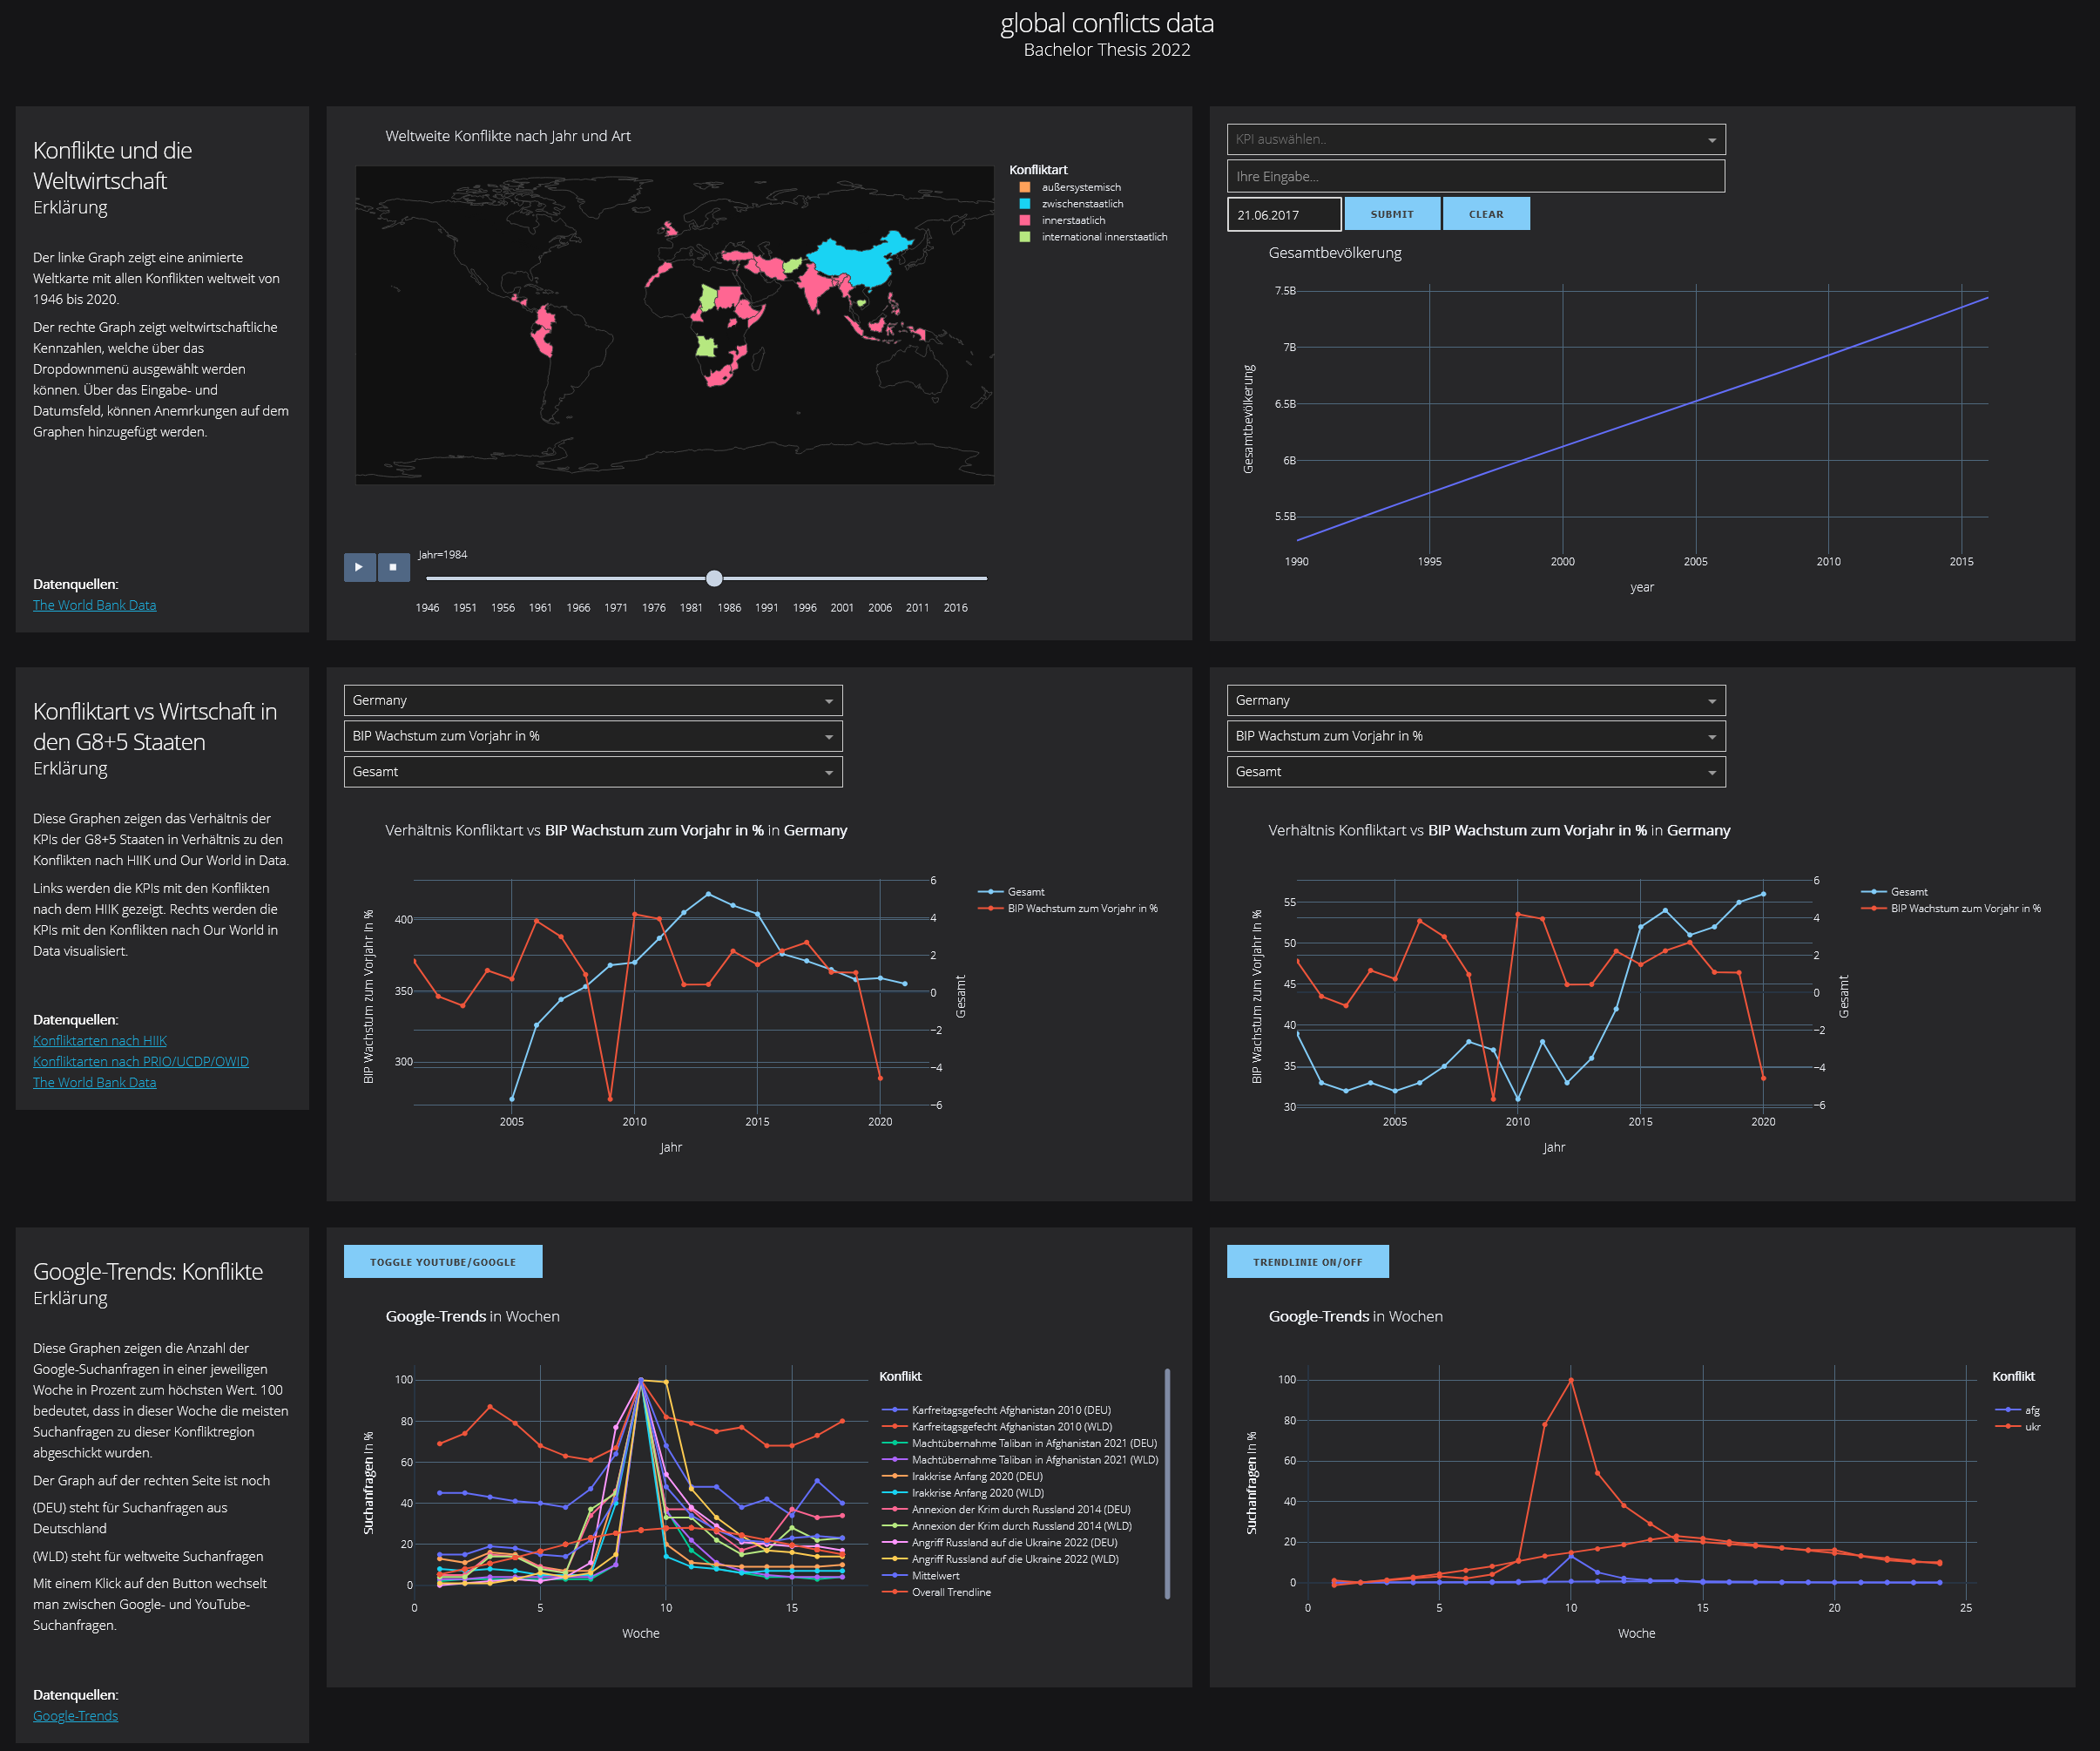 global conflicts data
Bachelor Thesis 2022
Konflikte und die
Weltwirtschaft
Erklärung
Der linke Graph zeigt eine animierte
Weltkarte mit allen Konflikten weltweit von
1946 bis 2020.
Der rechte Graph zeigt weltwirtschaftliche
Kennzahlen, welche über das
Dropdownmenü ausgewählt werden
können. Über das Eingabe- und
Datumsfeld, können Anemrkungen auf dem
Graphen hinzugefügt werden.
Datenquellen:
The World Bank Data
Weltweite Konflikte nach Jahr und Art
Konfliktart
außersystemisch
zwischenstaatlich
innerstaatlich
international innerstaatlich
Jahr=1984
1946 1951 1956 1961 1966 1971 1976 1981 1986 1991 1996 2001 2006 2011 2016
KPI auswählen..
Ihre Eingabe...
21.06.2017 SUBMIT CLEAR
Gesamtbevölkerung
7.5B
7B
6.5B
6B
5.5B
Gesamtbevölkerung
1990 1995 2000 2005 2010 2015
year
Konfliktart vs Wirtschaft in
den G8+5 Staaten
Erklärung
Diese Graphen zeigen das Verhältnis der
KPIs der G8+5 Staaten in Verhältnis zu den
Konflikten nach HIIK und Our World in Data.
Links werden die KPIs mit den Konflikten
nach dem HIIK gezeigt. Rechts werden die
KPIs mit den Konflikten nach Our World in
Data visualisiert.
Datenquellen:
Konfliktarten nach HIIK
Konfliktarten nach PRIO/UCDP/OWID
The World Bank Data
Germany
BIP Wachstum zum Vorjahr in %
Gesamt
Verhältnis Konfliktart vs BIP Wachstum zum Vorjahr in % in Germany
BIP Wachstum zum Vorjahr in %
400
350
300
6
4
2
0
−2
−4
−6
Gesamt
Gesamt
BIP Wachstum zum Vorjahr in %
2005 2010 2015 2020
Jahr
Germany
BIP Wachstum zum Vorjahr in %
Gesamt
Verhältnis Konfliktart vs BIP Wachstum zum Vorjahr in % in Germany
BIP Wachstum zum Vorjahr in %
55
50
45
40
35
30
6
4
2
0
−2
−4
−6
Gesamt
Gesamt
BIP Wachstum zum Vorjahr in %
2005 2010 2015 2020
Jahr
Google-Trends: Konflikte
Erklärung
Diese Graphen zeigen die Anzahl der
Google-Suchanfragen in einer jeweiligen
Woche in Prozent zum höchsten Wert. 100
bedeutet, dass in dieser Woche die meisten
Suchanfragen zu dieser Konfliktregion
abgeschickt wurden.
Der Graph auf der rechten Seite ist noch
(DEU) steht für Suchanfragen aus
Deutschland
(WLD) steht für weltweite Suchanfragen
Mit einem Klick auf den Button wechselt
man zwischen Google- und YouTube-
Suchanfragen.
Datenquellen:
Google-Trends
TOGGLE YOUTUBE/GOOGLE
Google-Trends in Wochen
Suchanfragen in %
100
80
60
40
20
0
0 5 10 15
Woche
Konflikt
Karfreitagsgefecht Afghanistan 2010 (DEU)
Karfreitagsgefecht Afghanistan 2010 (WLD)
Machtübernahme Taliban in Afghanistan 2021 (DEU)
Machtübernahme Taliban in Afghanistan 2021 (WLD)
Irakkrise Anfang 2020 (DEU)
Irakkrise Anfang 2020 (WLD)
Annexion der Krim durch Russland 2014 (DEU)
Annexion der Krim durch Russland 2014 (WLD)
Angriff Russland auf die Ukraine 2022 (DEU)
Angriff Russland auf die Ukraine 2022 (WLD)
Mittelwert
Overall Trendline
TRENDLINIE ON/OFF
Google-Trends in Wochen
Suchanfragen in %
100
80
60
40
20
0
0 5 10 15 20 25
Woche
Konflikt
afg
ukr